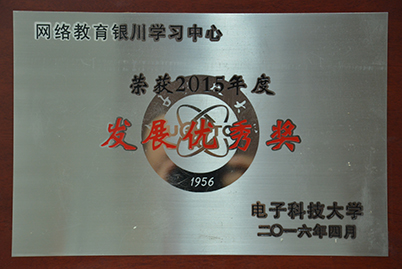 网络教育银川学习中心
荣获2015年度
发展优秀奖
1956
电子科技大学
二〇一六年四月